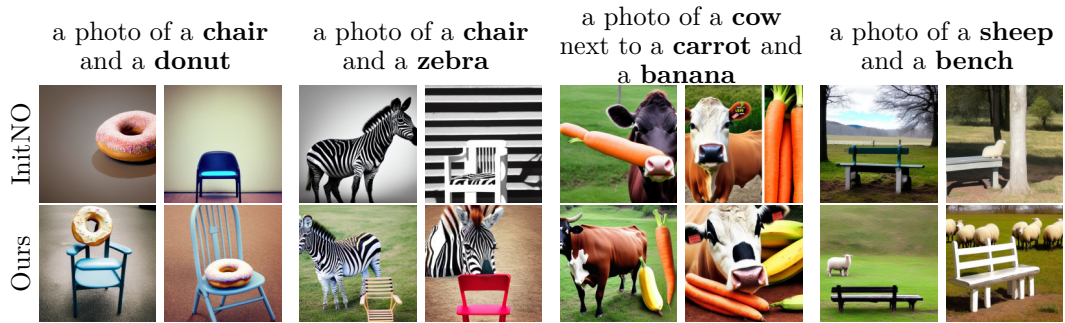 a photo of a chair
and a donut
a photo of a chair
and a zebra
a photo of a cow
next to a carrot and
a banana
a photo of a sheep
and a bench
InitNO
Ours